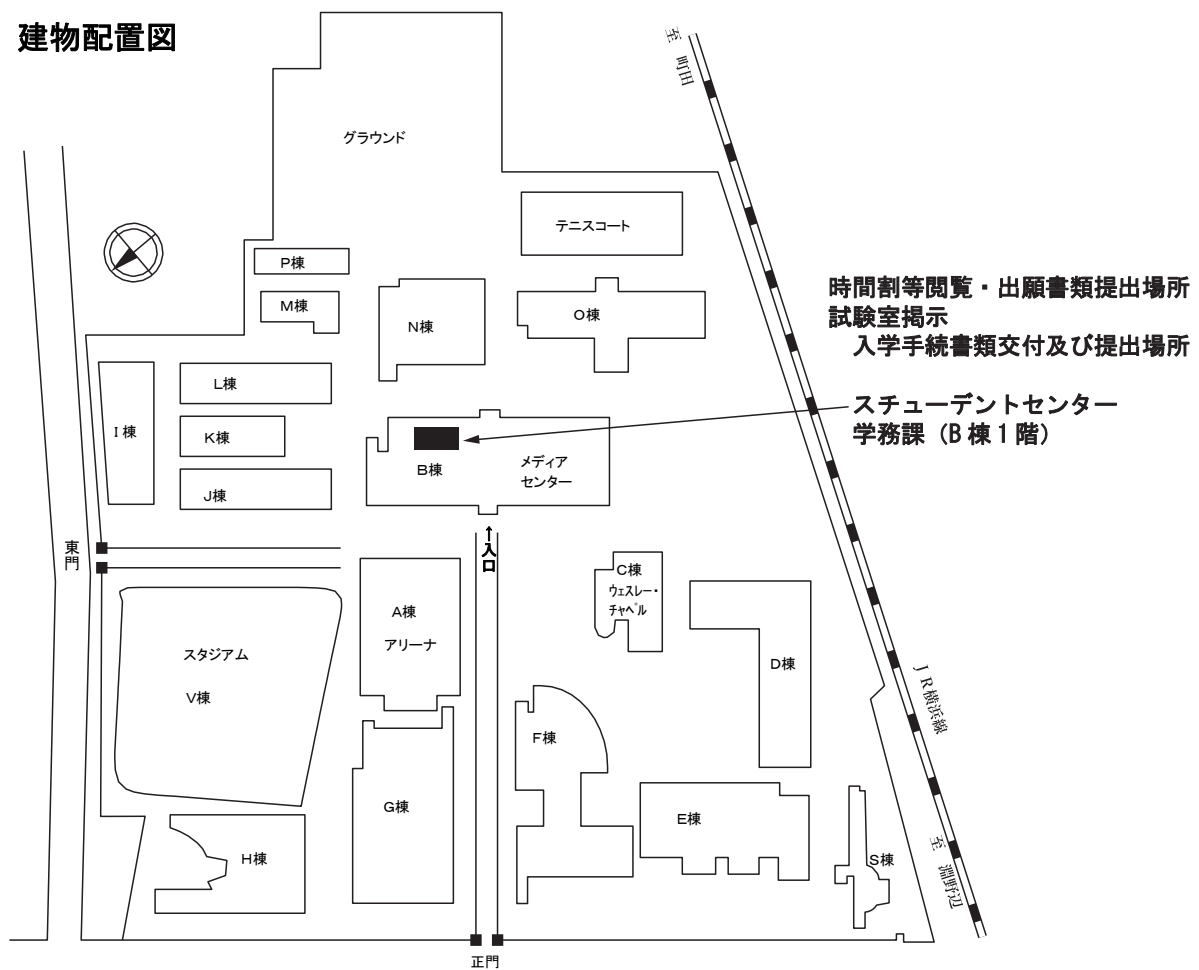 建物配置図
至 町田
グラウンド
テニスコート
P棟
M棟
N棟
O棟
時間割等閲覧・出願書類提出場所
試験室掲示
入学手続書類交付及び提出場所
L棟
I棟
K棟
J棟
スチューデントセンター
学務課（B棟1階）
B棟
メディア
センター
↑入口
東門
C棟
ウェスレー・
チャペル
A棟
アリーナ
スタジアム
V棟
D棟
JR横浜線
F棟
G棟
E棟
H棟
S棟
至 淵野辺
正門